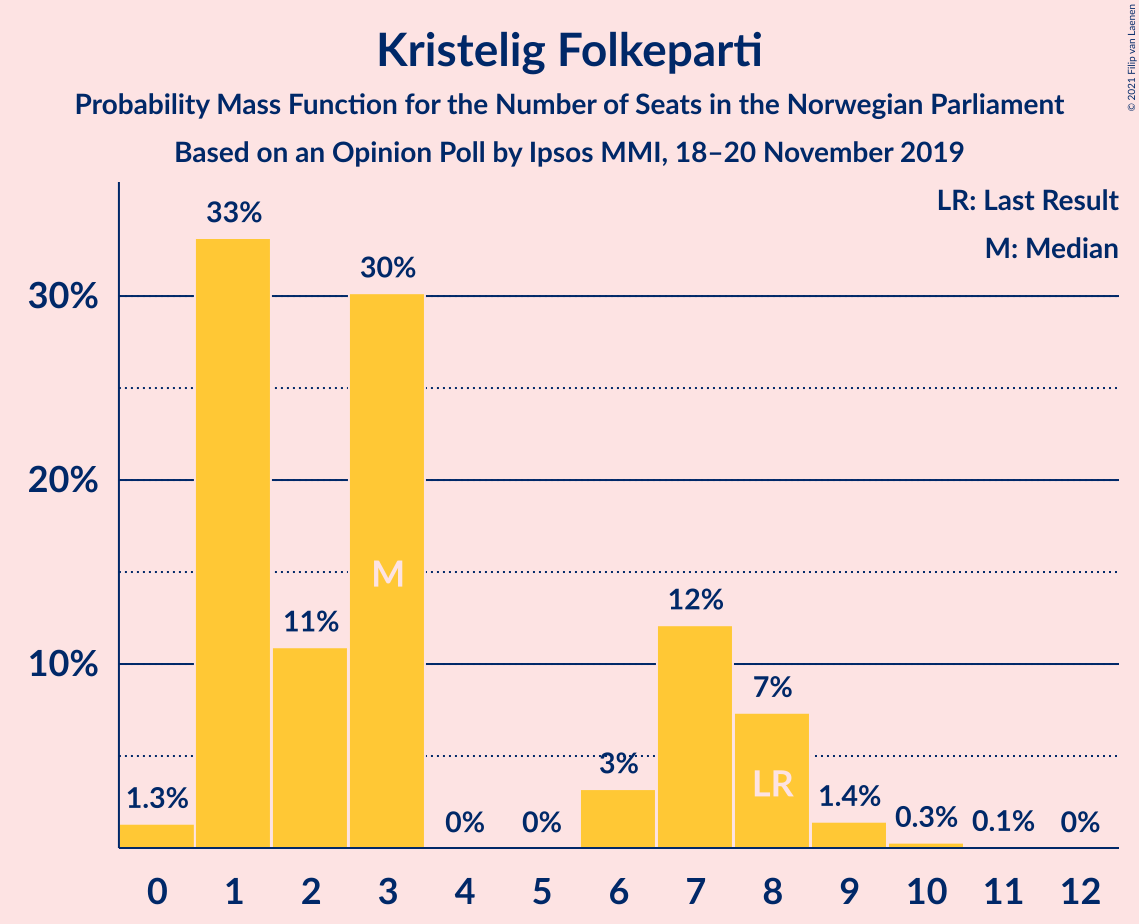 Kristelig Folkeparti
Probability Mass Function for the Number of Seats in the Norwegian Parliament
Based on an Opinion Poll by Ipsos MMI, 18–20 November 2019
© 2021 Filip van Laenen
LR: Last Result
M: Median
30%
20%
10%
1.3%
33%
11%
30%
M
0%
0%
3%
12%
7%
LR
1.4%
0.3%
0.1%
0%
0 1 2 3 4 5 6 7 8 9 10 11 12